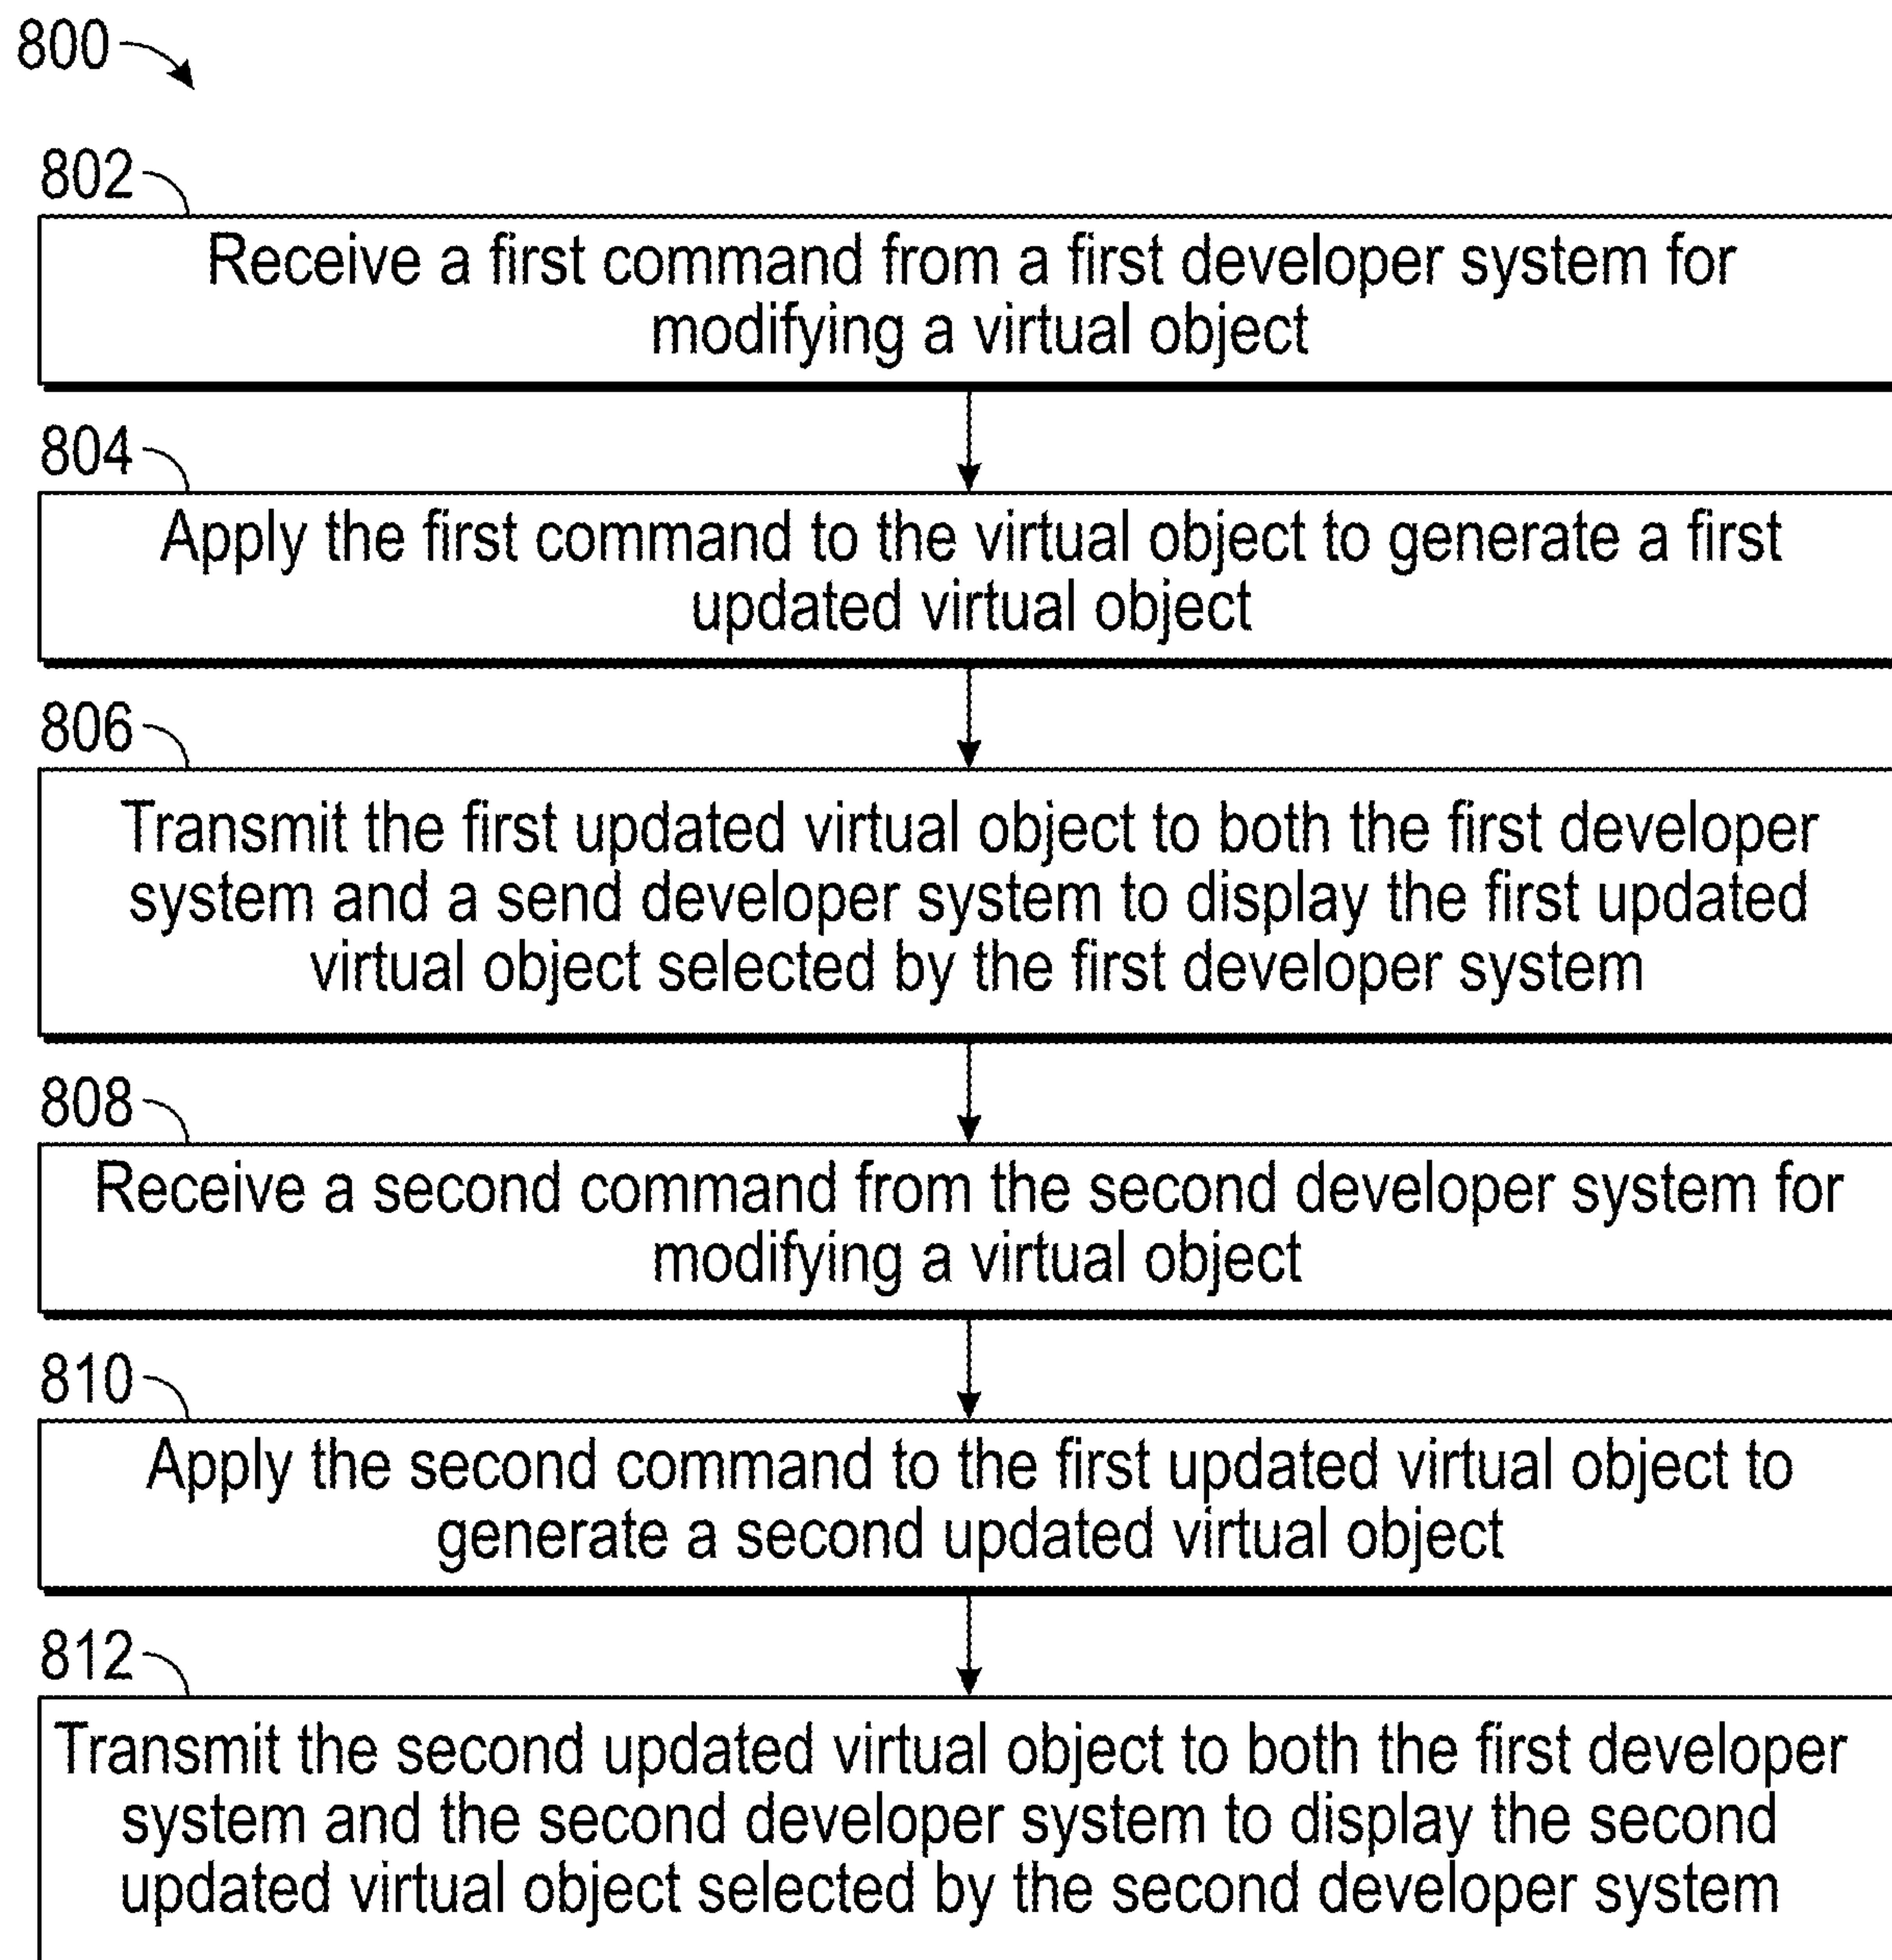 800
802
Receive a first command from a first developer system for
modifying a virtual object
804
Apply the first command to the virtual object to generate a first
updated virtual object
806
Transmit the first updated virtual object to both the first developer
system and a send developer system to display the first updated
virtual object selected by the first developer system
808
Receive a second command from the second developer system for
modifying a virtual object
810
Apply the second command to the first updated virtual object to
generate a second updated virtual object
812
Transmit the second updated virtual object to both the first developer
system and the second developer system to display the second
updated virtual object selected by the second developer system